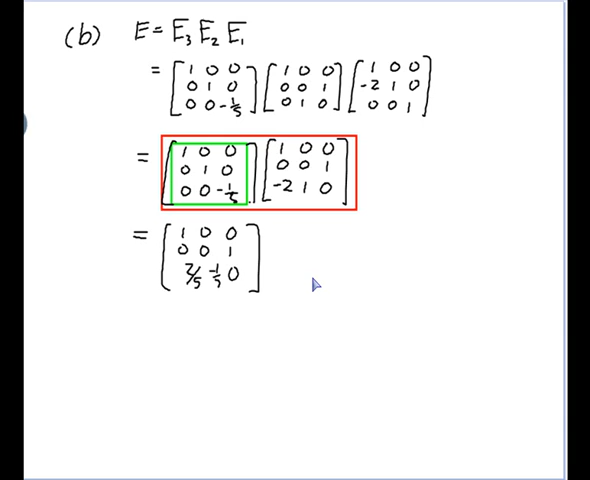 (b) E = E₃ E₂ E₁
= [1 0 0; 0 1 0; 0 0 -1/5] [1 0 0; 0 0 1; 0 1 0] [1 0 0; -2 1 0; 0 0 1]
= [1 0 0; 0 1 0; 0 0 -1/5] [1 0 0; 0 0 1; -2 1 0]
= [1 0 0; 0 0 1; 2/5 -1/5 0]